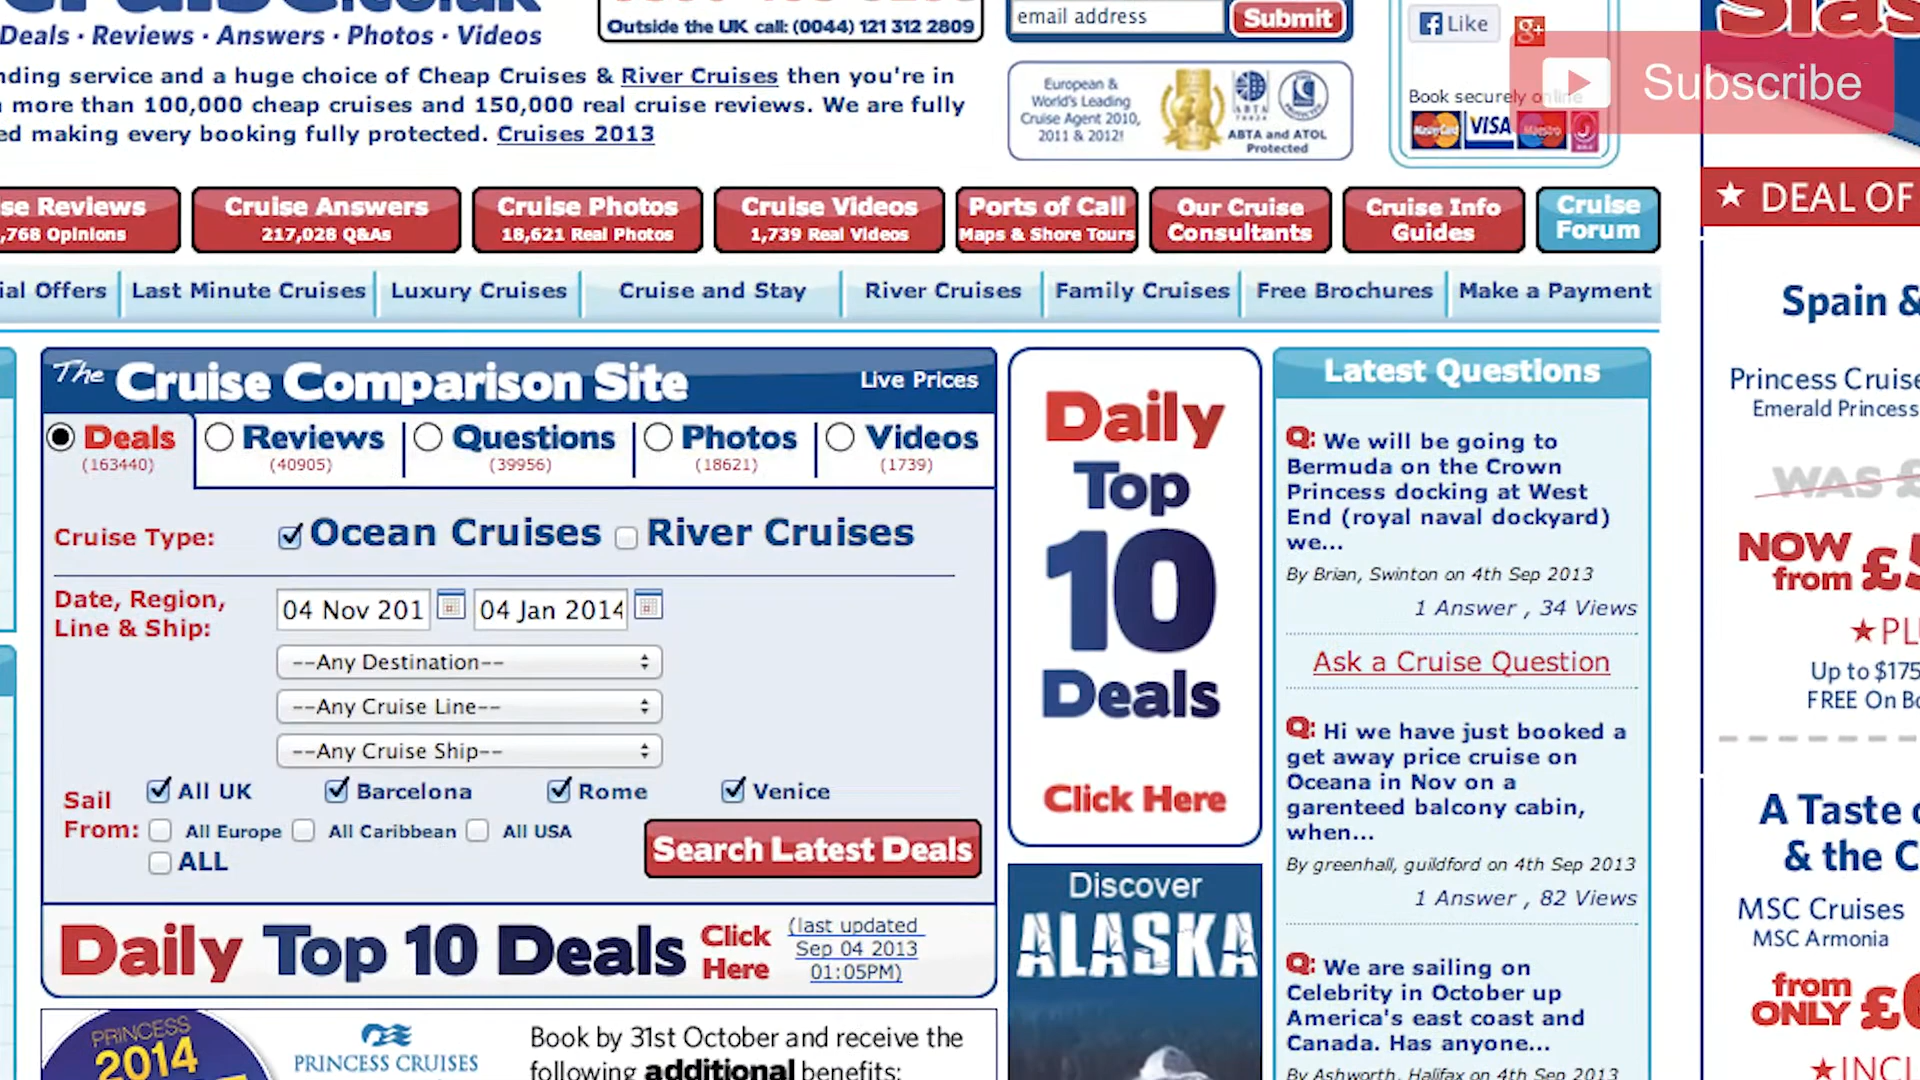 Deals · Reviews · Answers · Photos · Videos
Outside the UK call: (0044) 121 312 2809
email address
Submit
Like
g+
Subscribe
nding service and a huge choice of Cheap Cruises & River Cruises then you're in
more than 100,000 cheap cruises and 150,000 real cruise reviews. We are fully
ed making every booking fully protected. Cruises 2013
European &
World's Leading
Cruise Agent 2010,
2011 & 2012!
ABTA
ABTA and ATOL
Protected
Book securely online
MasterCard VISA Maestro
se Reviews
,768 Opinions
Cruise Answers
217,028 Q&As
Cruise Photos
18,621 Real Photos
Cruise Videos
1,739 Real Videos
Ports of Call
Maps & Shore Tours
Our Cruise
Consultants
Cruise Info
Guides
Cruise
Forum
★ DEAL OF
ial Offers
Last Minute Cruises
Luxury Cruises
Cruise and Stay
River Cruises
Family Cruises
Free Brochures
Make a Payment
The Cruise Comparison Site
Live Prices
Deals
(163440)
Reviews
(40905)
Questions
(39956)
Photos
(18621)
Videos
(1739)
Cruise Type:
Ocean Cruises
River Cruises
Date, Region,
Line & Ship:
04 Nov 201
04 Jan 2014
--Any Destination--
--Any Cruise Line--
--Any Cruise Ship--
Sail
From:
All UK
Barcelona
Rome
Venice
All Europe
All Caribbean
All USA
ALL
Search Latest Deals
Daily Top 10 Deals
Click
Here
(last updated
Sep 04 2013
01:05PM)
PRINCESS
2014
PRINCESS CRUISES
Book by 31st October and receive the
following additional benefits:
Daily
Top
10
Deals
Click Here
Discover
ALASKA
Latest Questions
Q: We will be going to
Bermuda on the Crown
Princess docking at West
End (royal naval dockyard)
we...
By Brian, Swinton on 4th Sep 2013
1 Answer , 34 Views
Ask a Cruise Question
Q: Hi we have just booked a
get away price cruise on
Oceana in Nov on a
garenteed balcony cabin,
when...
By greenhall, guildford on 4th Sep 2013
1 Answer , 82 Views
Q: We are sailing on
Celebrity in October up
America's east coast and
Canada. Has anyone...
By Ashworth, Halifax on 4th Sep 2013
Spain &
Princess Cruise
Emerald Princess
WAS £
NOW
from £5
★PLU
Up to $175
FREE On Bo
A Taste o
& the C
MSC Cruises
MSC Armonia
from
ONLY £6
★INCL